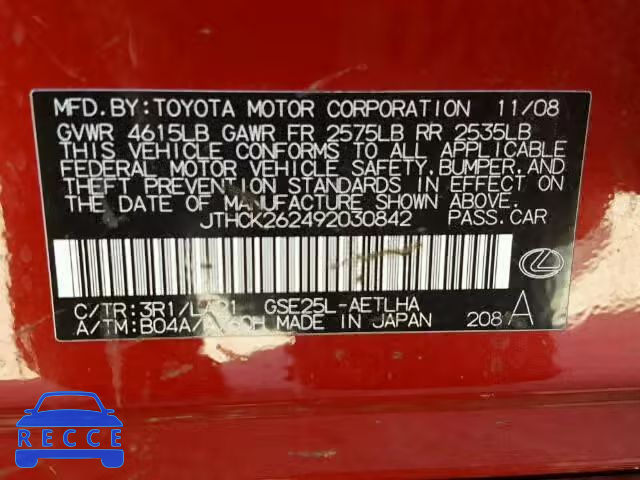 MFD. BY: TOYOTA MOTOR CORPORATION 11/08
GVWR 4615LB GAWR FR 2575LB RR 2535LB
THIS VEHICLE CONFORMS TO ALL APPLICABLE
FEDERAL MOTOR VEHICLE SAFETY, BUMPER, AND
THEFT PREVENTION STANDARDS IN EFFECT ON
THE DATE OF MANUFACTURE SHOWN ABOVE.
JTHCK262492030842 PASS. CAR
C/TR: GSE25L-AETLHA
A/TM: MADE IN JAPAN 208 A
RECCE